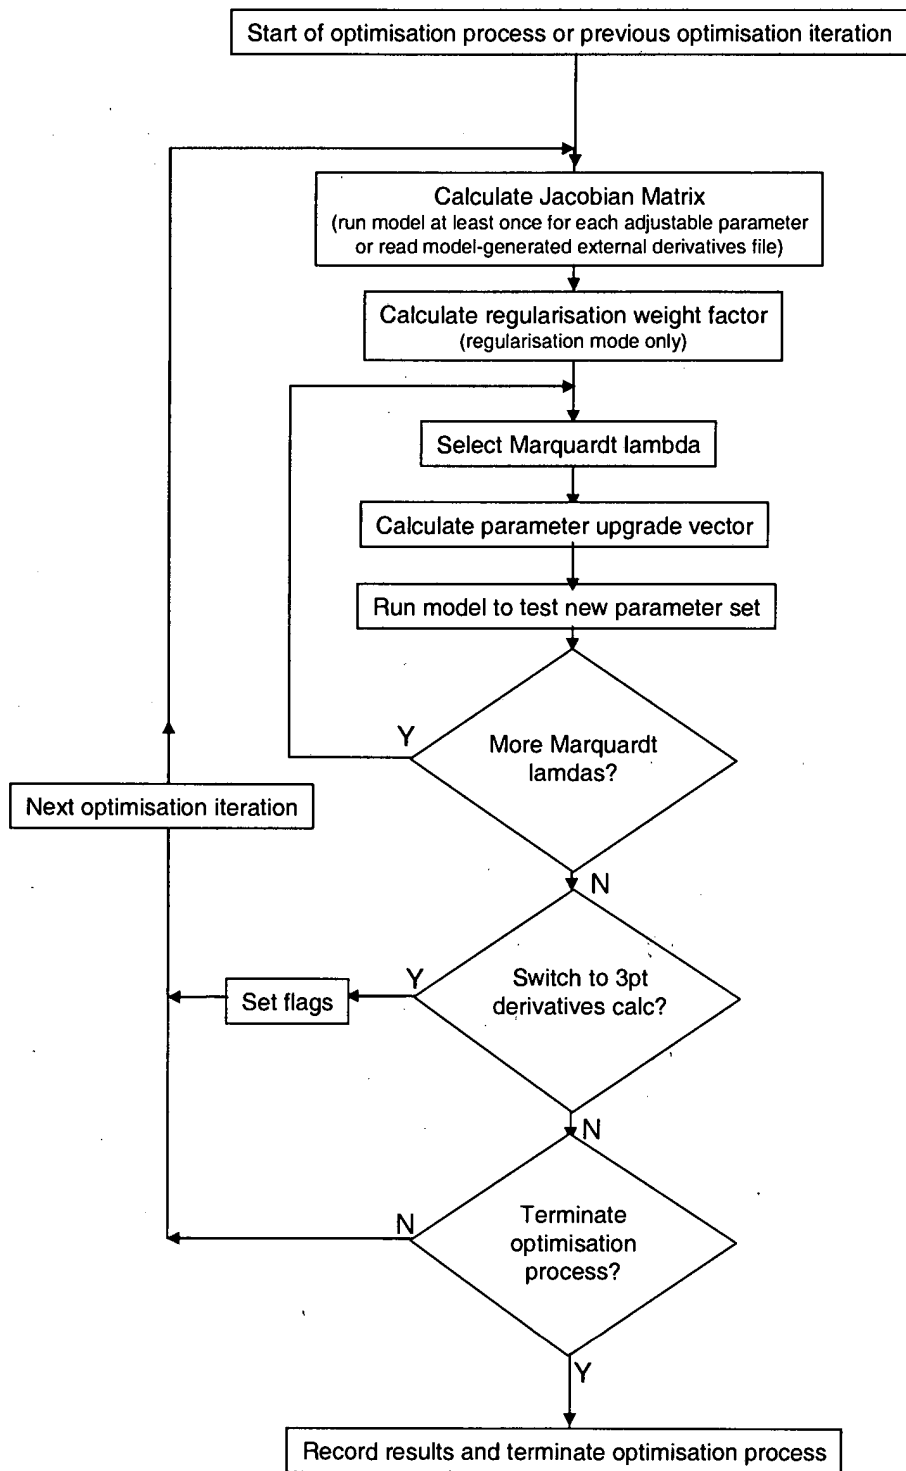 Start of optimisation process or previous optimisation iteration
Calculate Jacobian Matrix
(run model at least once for each adjustable parameter
or read model-generated external derivatives file)
Calculate regularisation weight factor
(regularisation mode only)
Select Marquardt lambda
Calculate parameter upgrade vector
Run model to test new parameter set
Y
More Marquardt
lamdas?
Next optimisation iteration
N
Y
Switch to 3pt
derivatives calc?
Set flags
N
N
Terminate
optimisation
process?
Y
Record results and terminate optimisation process